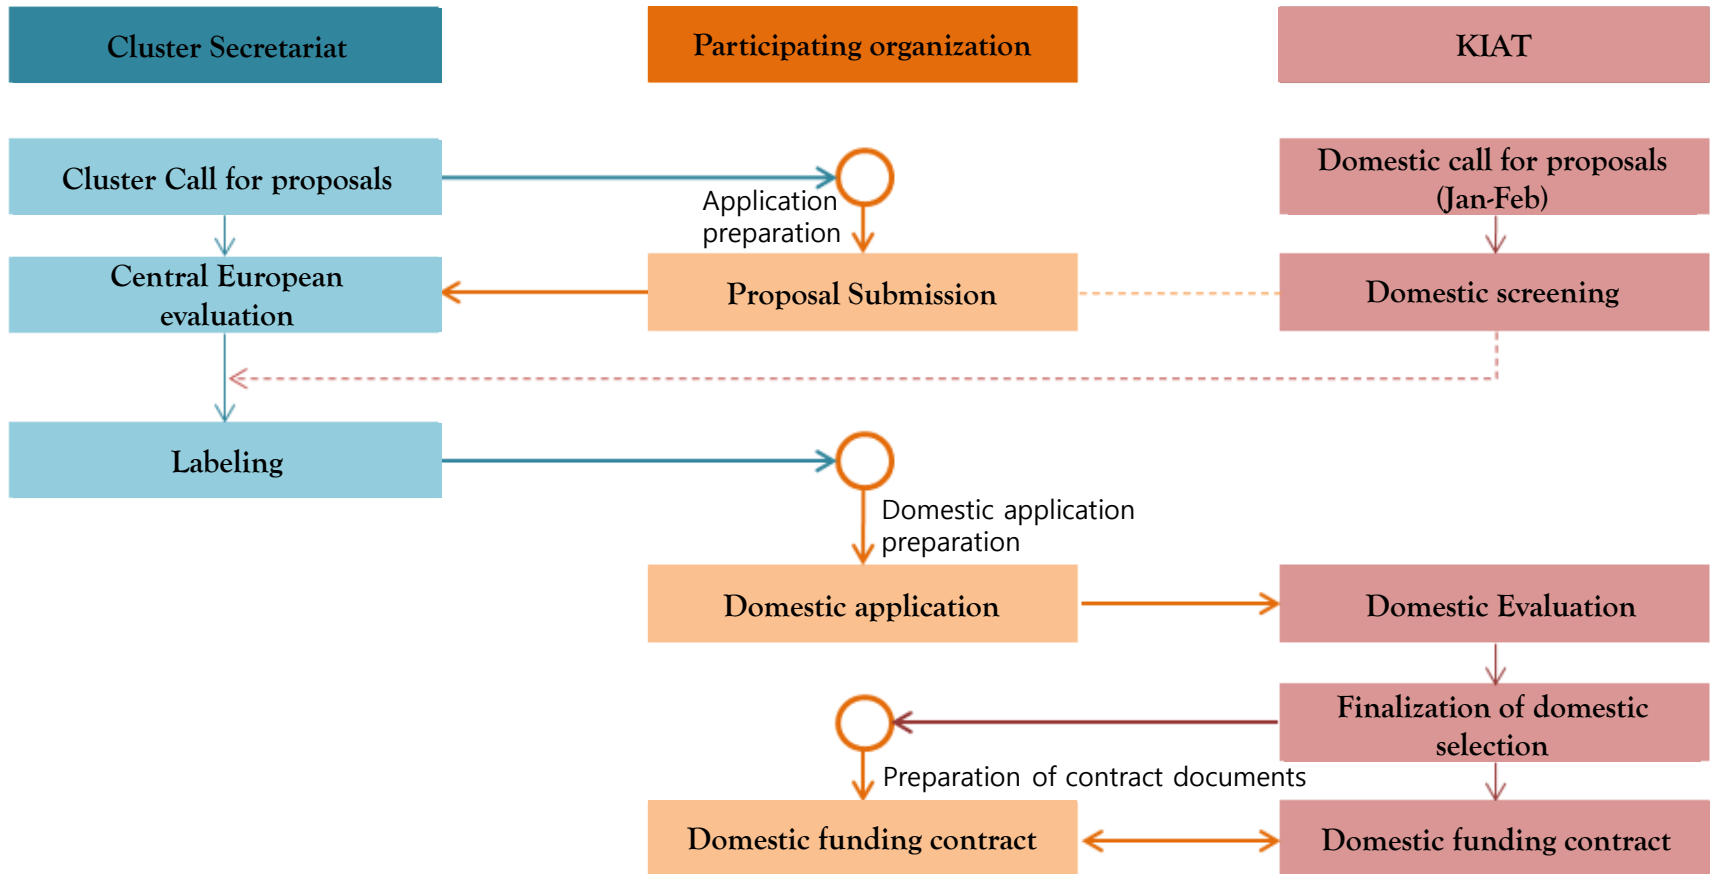 Cluster Secretariat
Participating organization
KIAT
Cluster Call for proposals
Application
preparation
Domestic call for proposals
(Jan-Feb)
Central European
evaluation
Proposal Submission
Domestic screening
Labeling
Domestic application
preparation
Domestic application
Domestic Evaluation
Finalization of domestic
selection
Preparation of contract documents
Domestic funding contract
Domestic funding contract